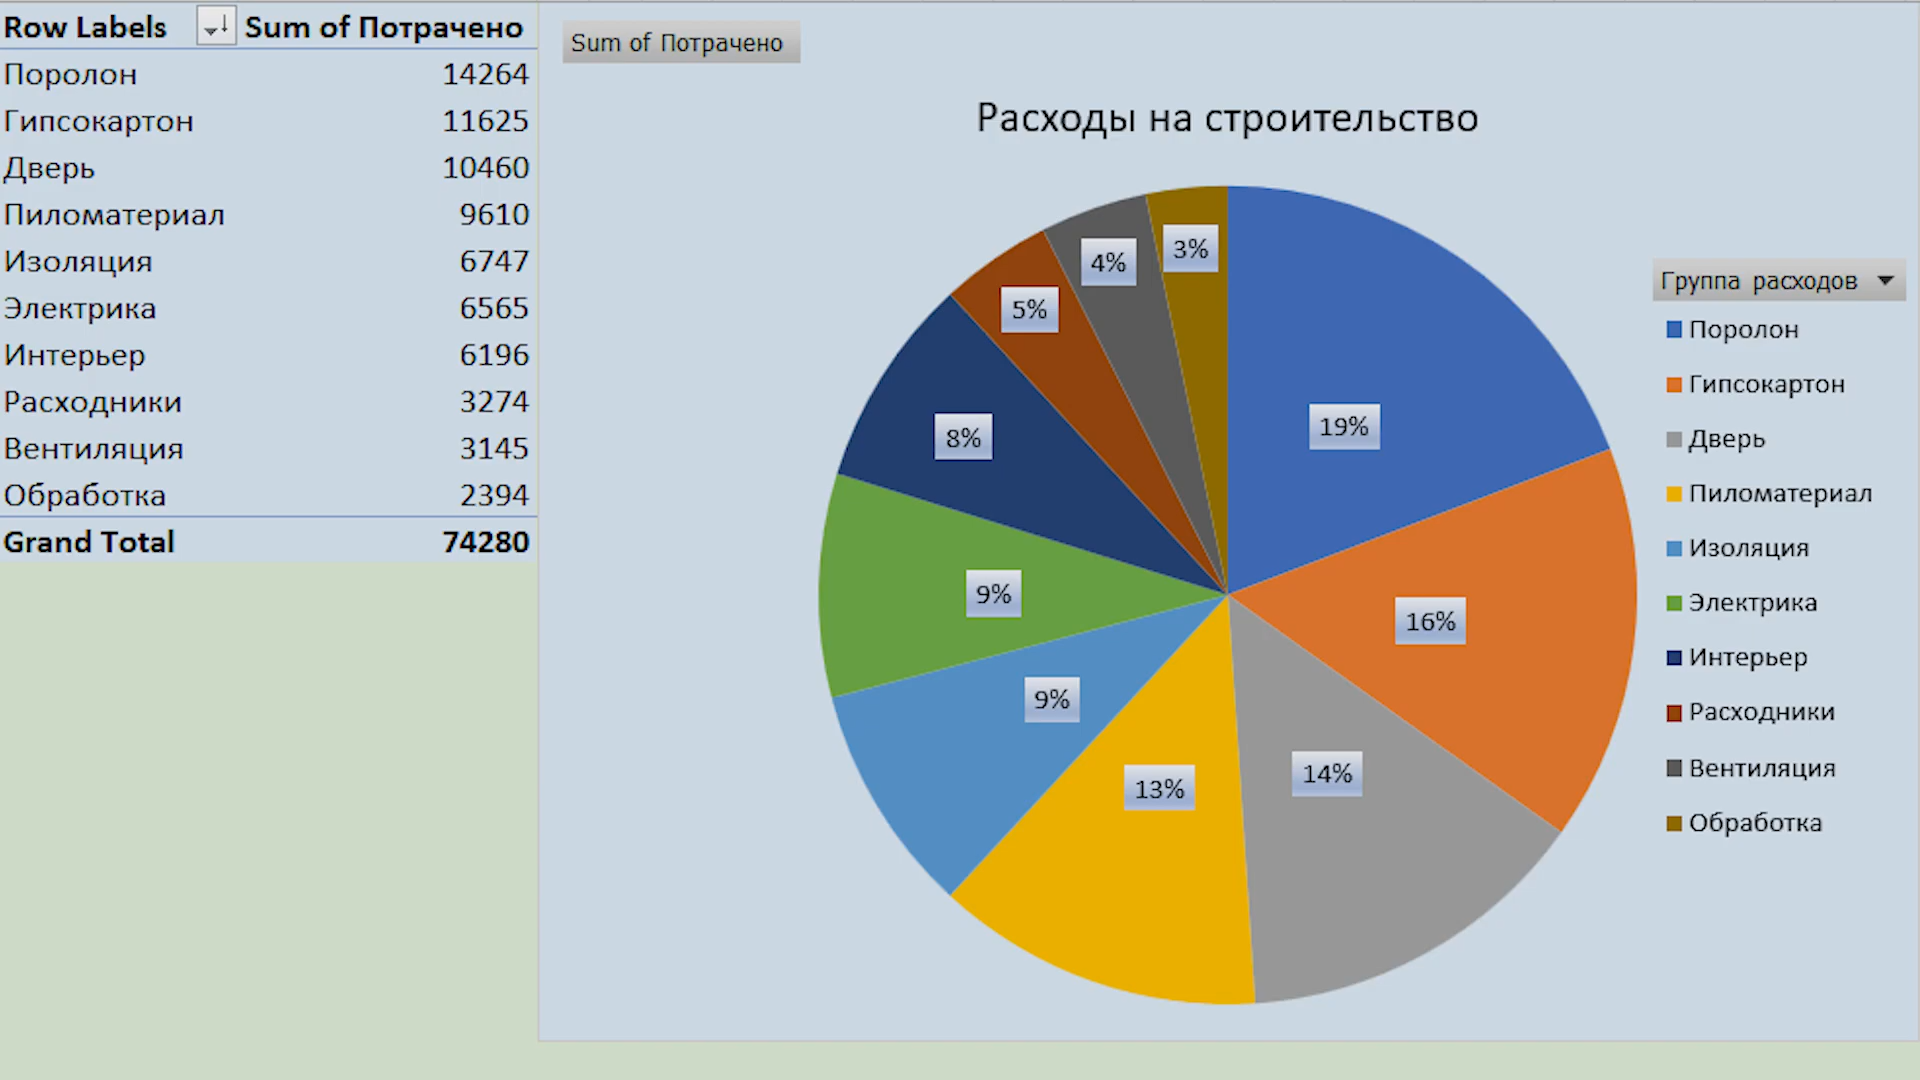 Row Labels Sum of Потрачено
Поролон 14264
Гипсокартон 11625
Дверь 10460
Пиломатериал 9610
Изоляция 6747
Электрика 6565
Интерьер 6196
Расходники 3274
Вентиляция 3145
Обработка 2394
Grand Total 74280
Sum of Потрачено
Расходы на строительство
3%
4%
5%
19%
8%
9%
16%
9%
14%
13%
Группа расходов
Поролон
Гипсокартон
Дверь
Пиломатериал
Изоляция
Электрика
Интерьер
Расходники
Вентиляция
Обработка